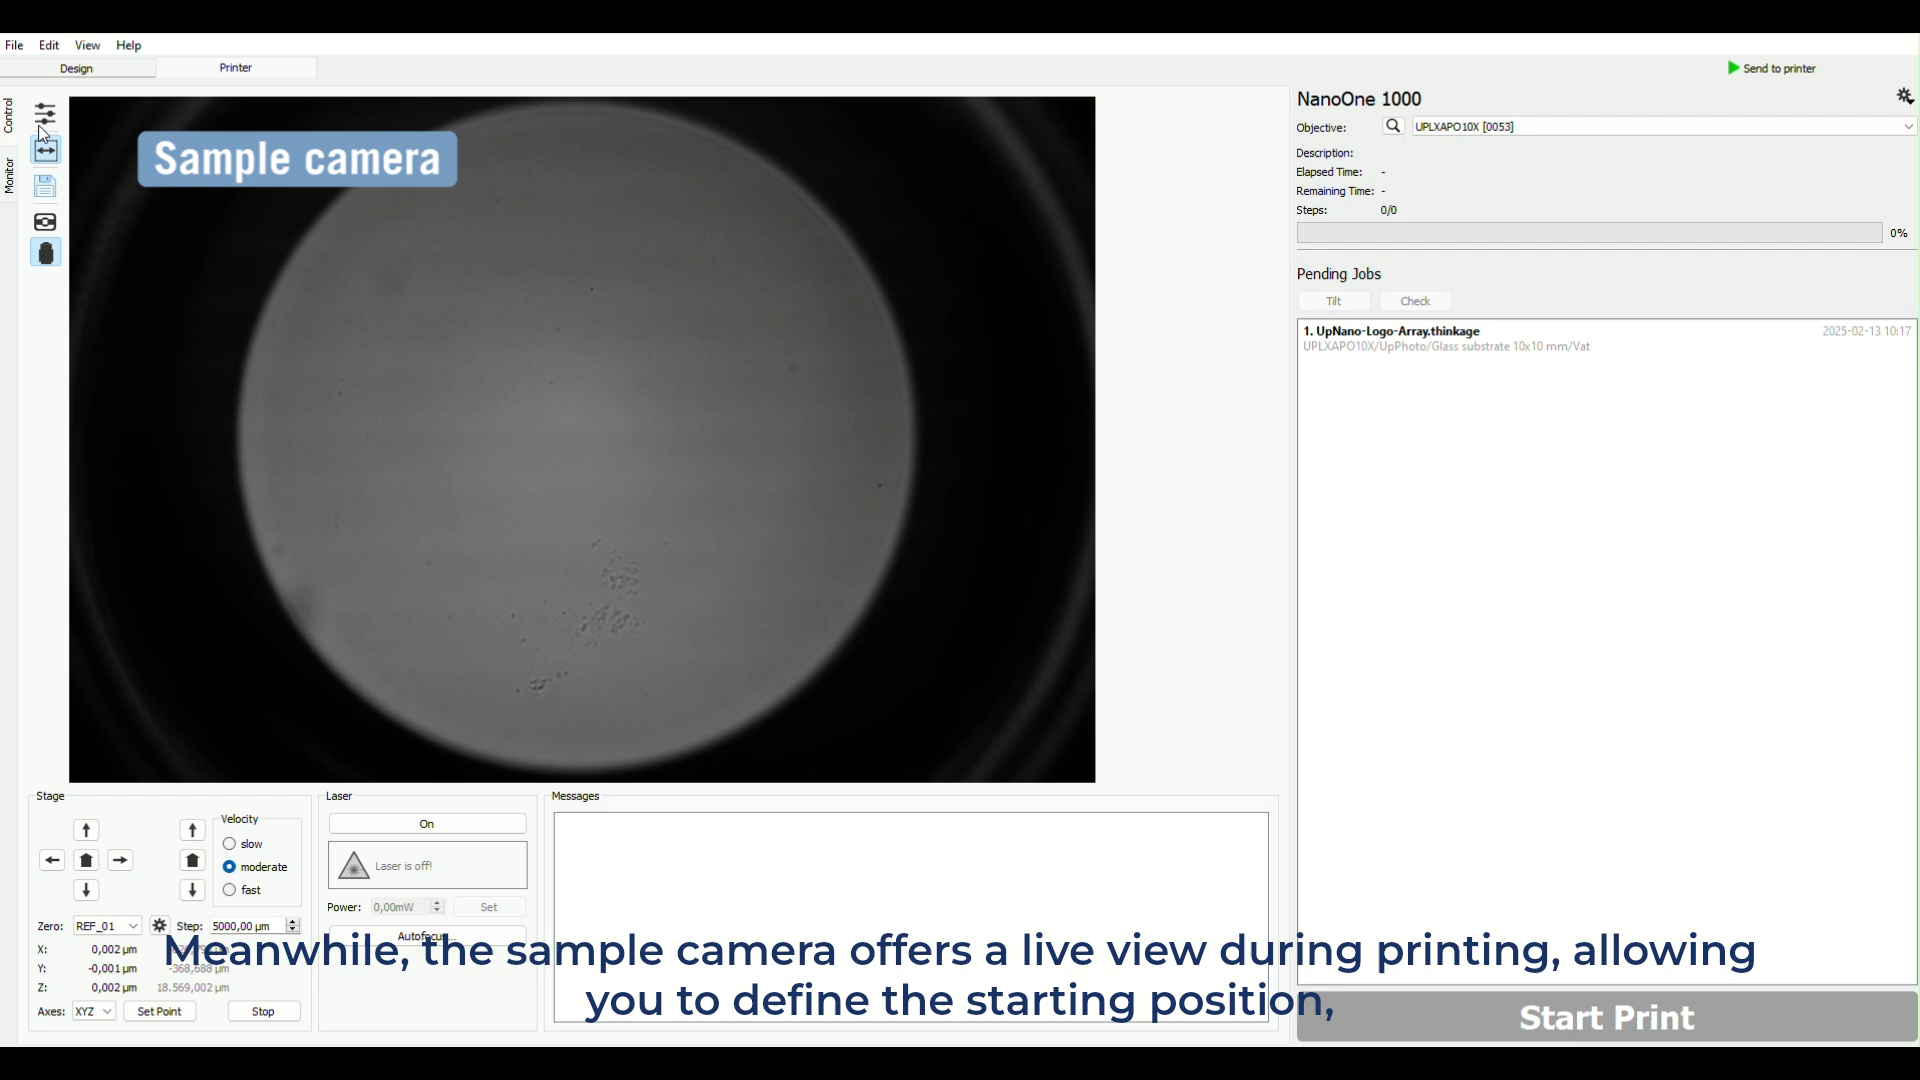 File Edit View Help
Design Printer
Send to printer
Control
Monitor
Sample camera
NanoOne 1000
Objective: UPLXAPO10X [0053]
Description:
Elapsed Time: -
Remaining Time: -
Steps: 0/0
0%
Pending Jobs
Tilt Check
1. UpNano-Logo-Array.thinkage 2025-02-13 10:17
UPLXAPO10X/UpPhoto/Glass substrate 10x10 mm/Vat
Stage
Velocity
slow
moderate
fast
Zero: REF_01 Step: 5000,00 µm
X: 0,002 µm
Y: -0,001 µm -368,688 µm
Z: 0,002 µm 18.569,002 µm
Axes: XYZ Set Point Stop
Laser
On
Laser is off!
Power: 0,00mW Set
Autofocus...
Messages
Meanwhile, the sample camera offers a live view during printing, allowing
you to define the starting position,
Start Print